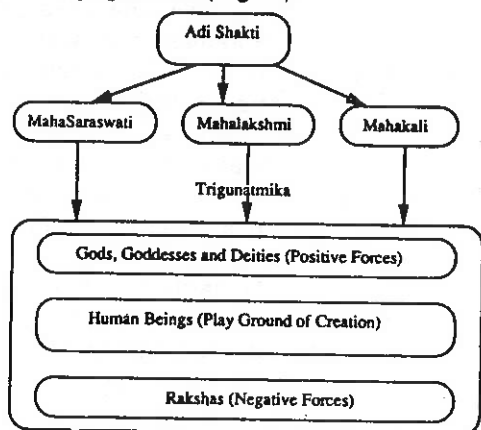 Adi Shakti
MahaSaraswati Mahalakshmi Mahakali
Trigunatmika
Gods, Goddesses and Deities (Positive Forces)
Human Beings (Play Ground of Creation)
Rakshas (Negative Forces)